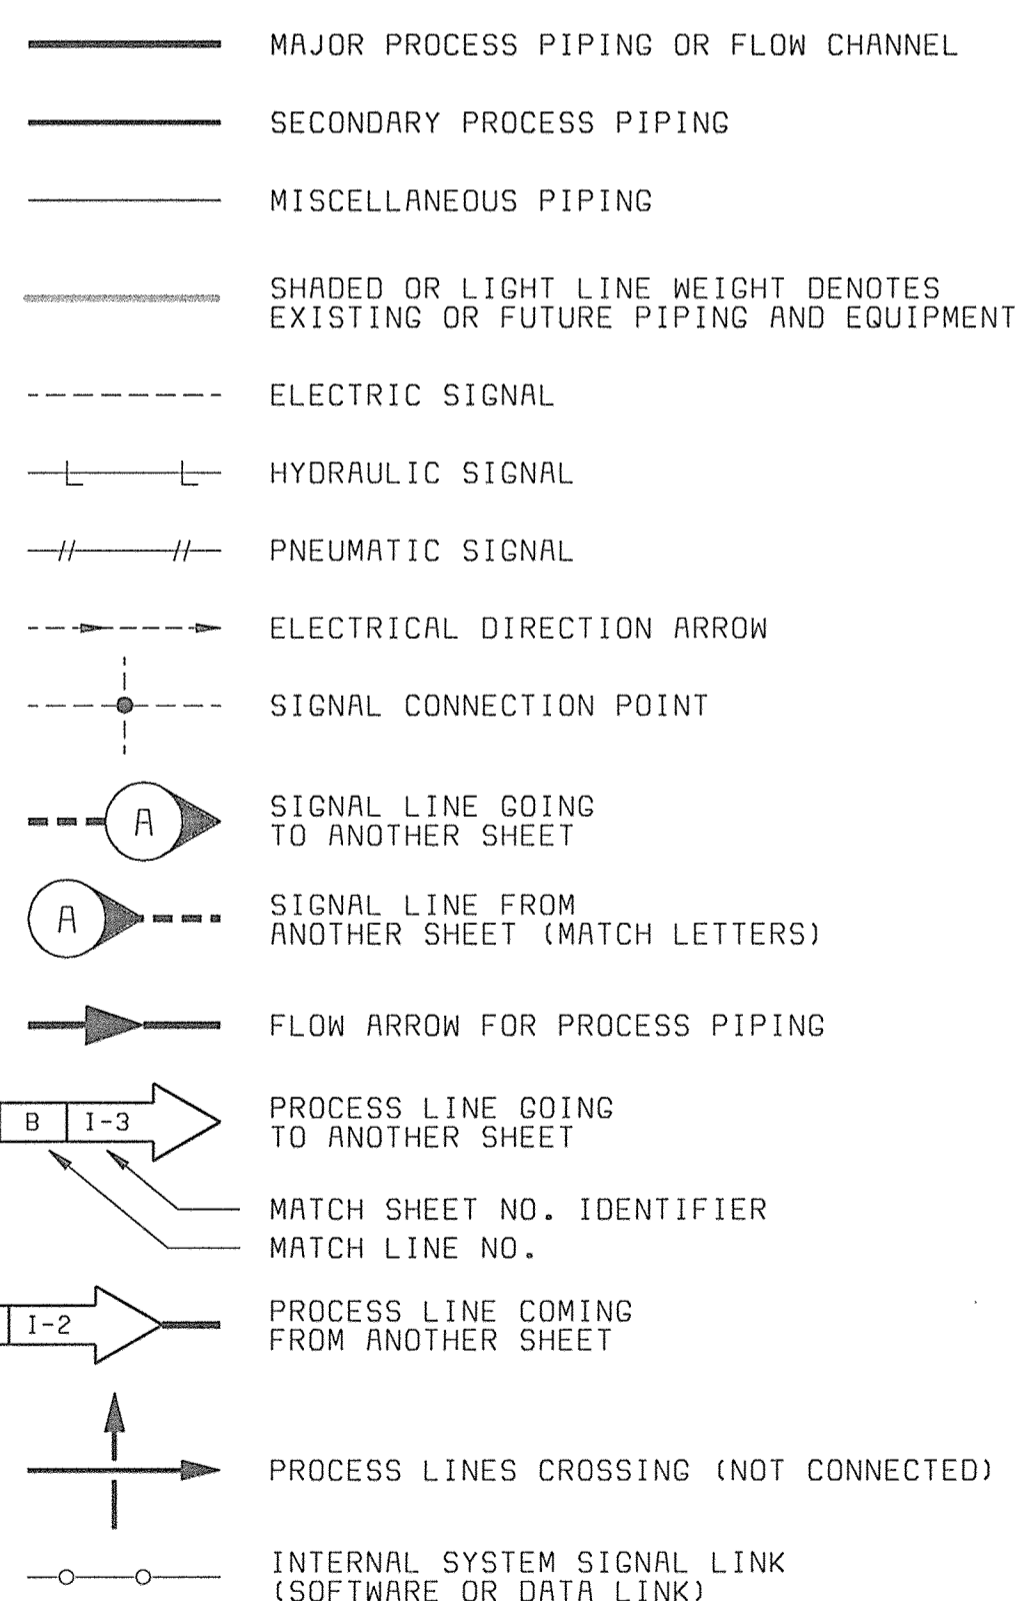 MAJOR PROCESS PIPING OR FLOW CHANNEL
SECONDARY PROCESS PIPING
MISCELLANEOUS PIPING
SHADED OR LIGHT LINE WEIGHT DENOTES
EXISTING OR FUTURE PIPING AND EQUIPMENT
ELECTRIC SIGNAL
HYDRAULIC SIGNAL
PNEUMATIC SIGNAL
ELECTRICAL DIRECTION ARROW
SIGNAL CONNECTION POINT
A
SIGNAL LINE GOING
TO ANOTHER SHEET
A
SIGNAL LINE FROM
ANOTHER SHEET (MATCH LETTERS)
FLOW ARROW FOR PROCESS PIPING
B I-3
PROCESS LINE GOING
TO ANOTHER SHEET
MATCH SHEET NO. IDENTIFIER
MATCH LINE NO.
I-2
PROCESS LINE COMING
FROM ANOTHER SHEET
PROCESS LINES CROSSING (NOT CONNECTED)
INTERNAL SYSTEM SIGNAL LINK
(SOFTWARE OR DATA LINK)